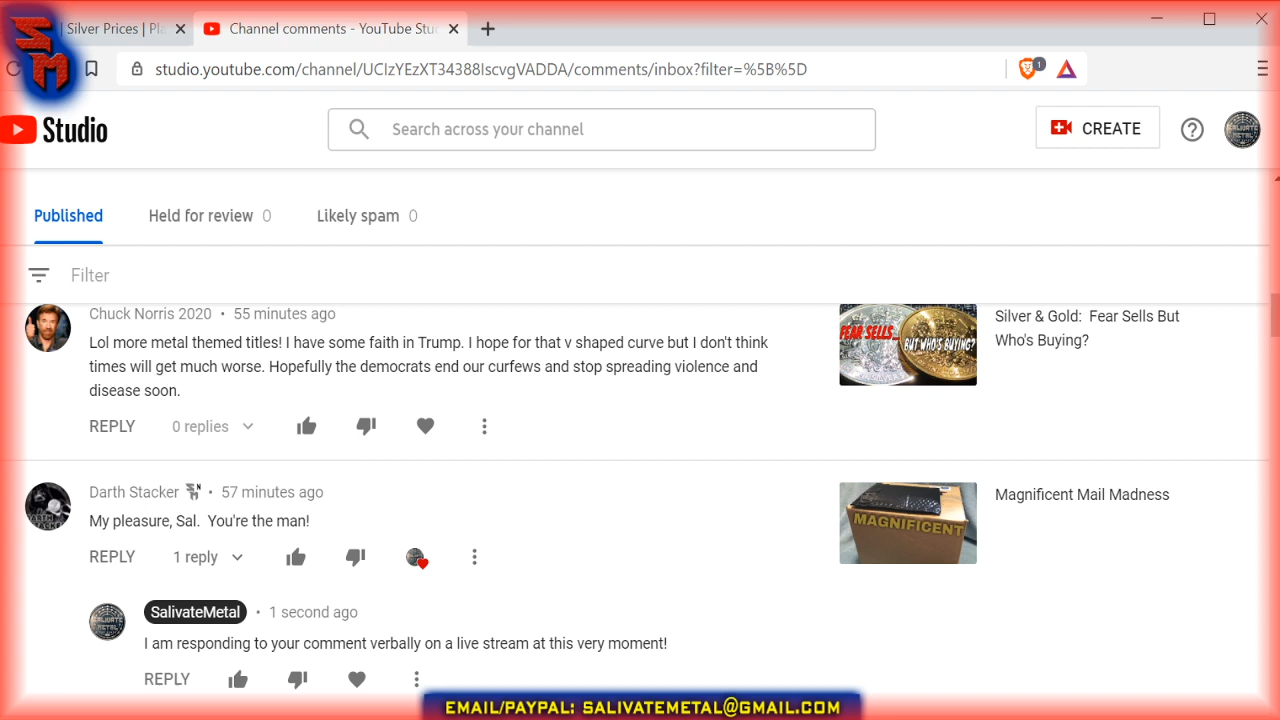 SM
| Silver Prices | Pla
Channel comments - YouTube Stu
studio.youtube.com/channel/UClzYEzXT34388IscvgVADDA/comments/inbox?filter=%5B%5D
1
Studio
Search across your channel
CREATE
Published
Held for review 0
Likely spam 0
Filter
Chuck Norris 2020 • 55 minutes ago
Lol more metal themed titles! I have some faith in Trump. I hope for that v shaped curve but I don't think
times will get much worse. Hopefully the democrats end our curfews and stop spreading violence and
disease soon.
REPLY
0 replies
FEAR SELLS...
BUT WHO'S BUYING?
Silver & Gold: Fear Sells But
Who's Buying?
Darth Stacker • 57 minutes ago
My pleasure, Sal. You're the man!
REPLY
1 reply
MAGNIFICENT
Magnificent Mail Madness
SalivateMetal • 1 second ago
I am responding to your comment verbally on a live stream at this very moment!
REPLY
EMAIL/PAYPAL: SALIVATEMETAL@GMAIL.COM